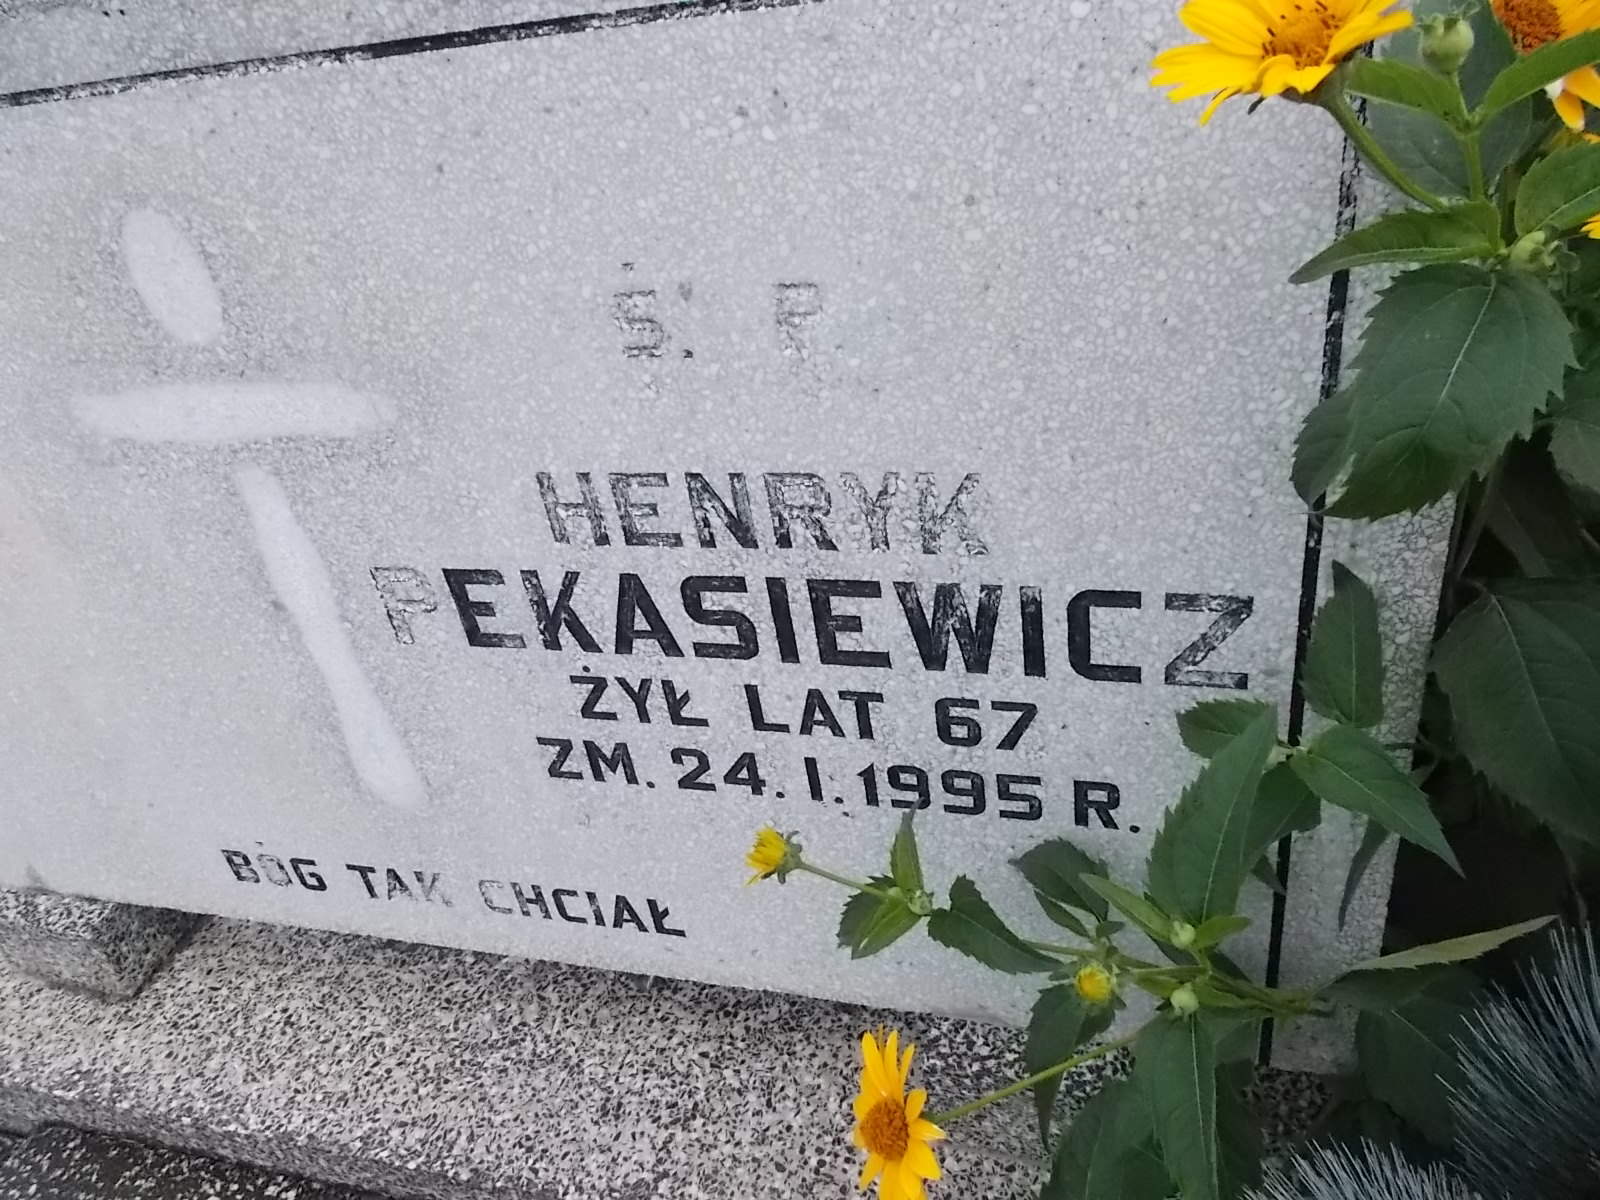 Ś. P
HENRYK
PEKASIEWICZ
ŻYŁ LAT 67
ZM. 24. I. 1995 R.
BÓG TAK CHCIAŁ